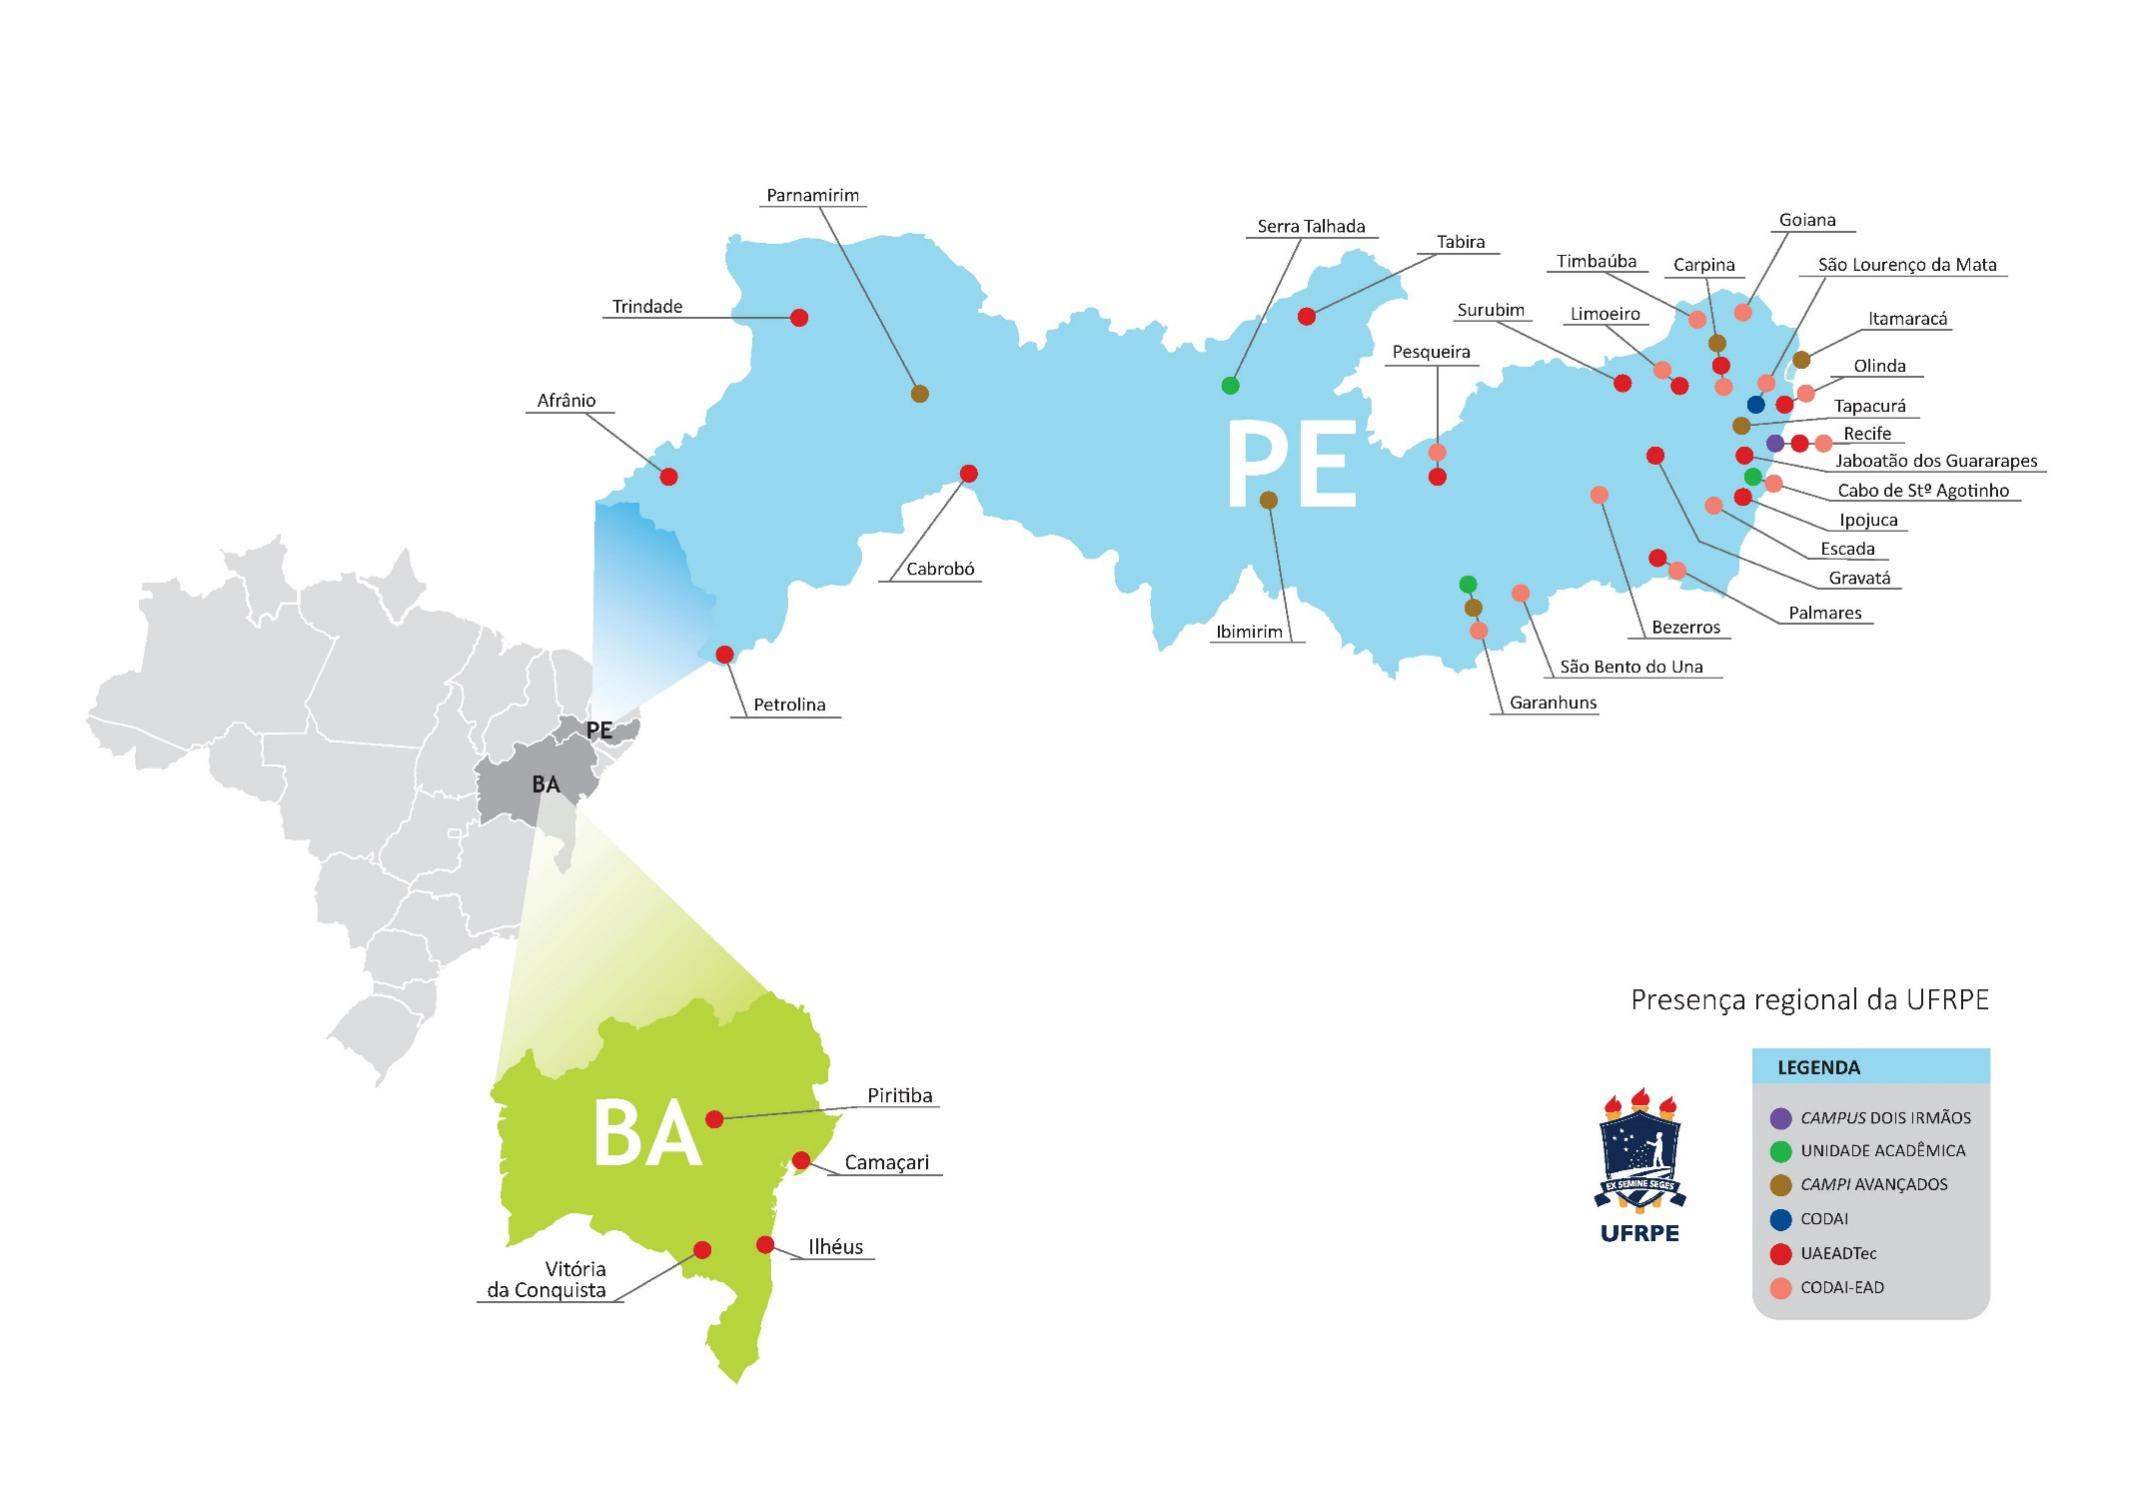 Parnamirim
Serra Talhada
Tabira
Goiana
Timbaúba
Carpina
São Lourenço da Mata
Trindade
Surubim
Limoeiro
Itamaracá
Pesqueira
Olinda
Afrânio
Tapacurá
Recife
PE
Jaboatão dos Guararapes
Cabo de Stº Agotinho
Ipojuca
Escada
Cabrobó
Gravatá
Palmares
Ibimirim
Bezerros
São Bento do Una
Petrolina
Garanhuns
PE
BA
Presença regional da UFRPE
LEGENDA
CAMPUS DOIS IRMÃOS
UNIDADE ACADÊMICA
CAMPI AVANÇADOS
CODAI
UAEADTec
CODAI-EAD
EX SEMINE SEGES
UFRPE
BA
Piritiba
Camaçari
Ilhéus
Vitória
da Conquista